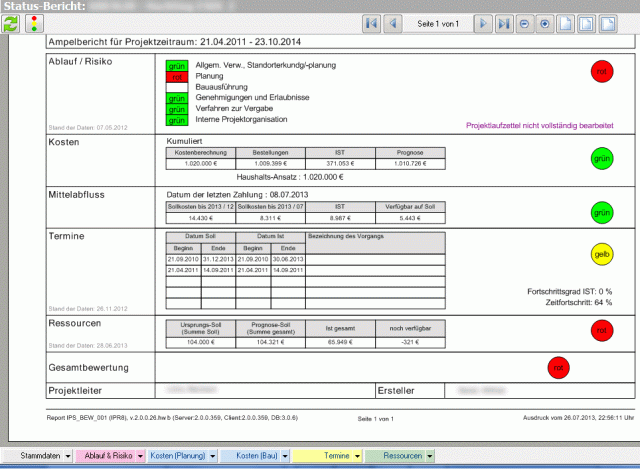 Status-Bericht:
Seite 1 von 1
Ampelbericht für Projektzeitraum: 21.04.2011 - 23.10.2014
Ablauf / Risiko
grün Allgem. Verw., Standorterkundg/-planung
rot Planung
Bauausführung
grün Genehmigungen und Erlaubnisse
grün Verfahren zur Vergabe
grün Interne Projektorganisation
rot
Stand der Daten: 07.05.2012
Projektlaufzettel nicht vollständig bearbeitet
Kosten
Kumuliert
Kostenberechnung Bestellungen IST Prognose
1.020.000 € 1.009.399 € 371.053 € 1.010.726 €
Haushalts-Ansatz : 1.020.000 €
grün
Mittelabfluss
Datum der letzten Zahlung : 08.07.2013
Sollkosten bis 2013 / 12 Sollkosten bis 2013 / 07 IST Verfügbar auf Soll
14.430 € 8.311 € 8.987 € 5.443 €
grün
Termine
Datum Soll Datum Ist Bezeichnung des Vorgangs
Beginn Ende Beginn Ende
21.09.2010 31.12.2013 21.09.2010 30.06.2013
21.04.2011 14.09.2011 21.04.2011 14.09.2011
gelb
Fortschrittsgrad IST: 0 %
Zeitfortschritt: 64 %
Stand der Daten: 26.11.2012
Ressourcen
Ursprungs-Soll (Summe Soll) Prognose-Soll (Summe gesamt) Ist gesamt noch verfügbar
104.000 € 104.321 € 65.949 € -321 €
rot
Stand der Daten: 28.06.2013
Gesamtbewertung
rot
Projektleiter
Ersteller
Report IPS_BEW_001 (IPR8), v.2.0.0.26.hw b (Server:2.0.0.359, Client:2.0.0.359, DB:3.0.6)
Seite 1 von 1
Ausdruck vom 26.07.2013, 22:56:11 Uhr
Stammdaten Ablauf & Risiko Kosten (Planung) Kosten (Bau) Termine Ressourcen